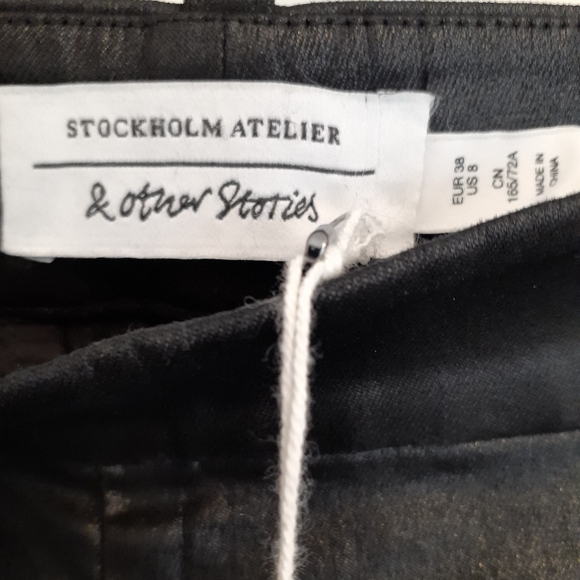 STOCKHOLM ATELIER
& other Stories
EUR 38
US 8
CN
165/72A
MADE IN
CHINA